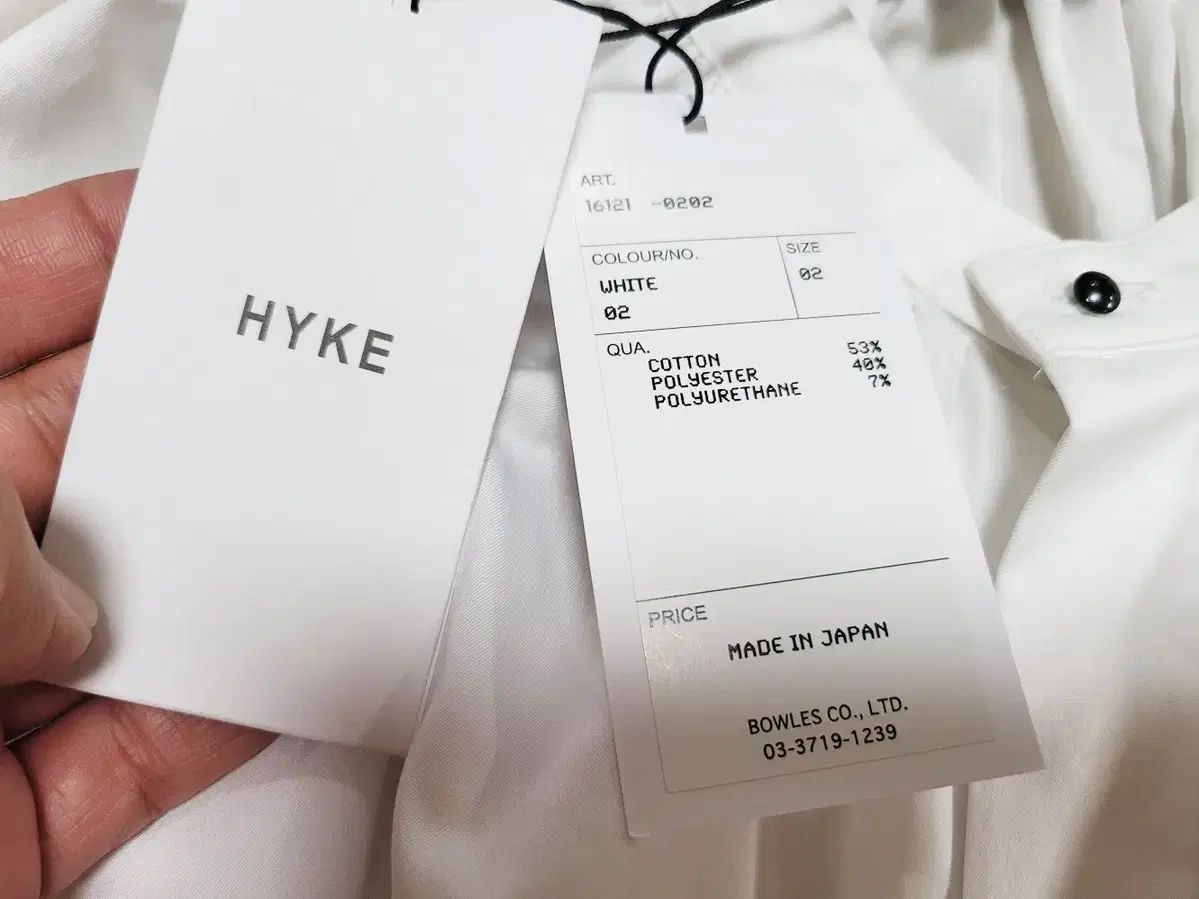 HYKE
ART.
16121 -0202
COLOUR/NO.
WHITE
02
SIZE
02
QUA.
COTTON 53%
POLYESTER 40%
POLYURETHANE 7%
PRICE
MADE IN JAPAN
BOWLES CO., LTD.
03-3719-1239